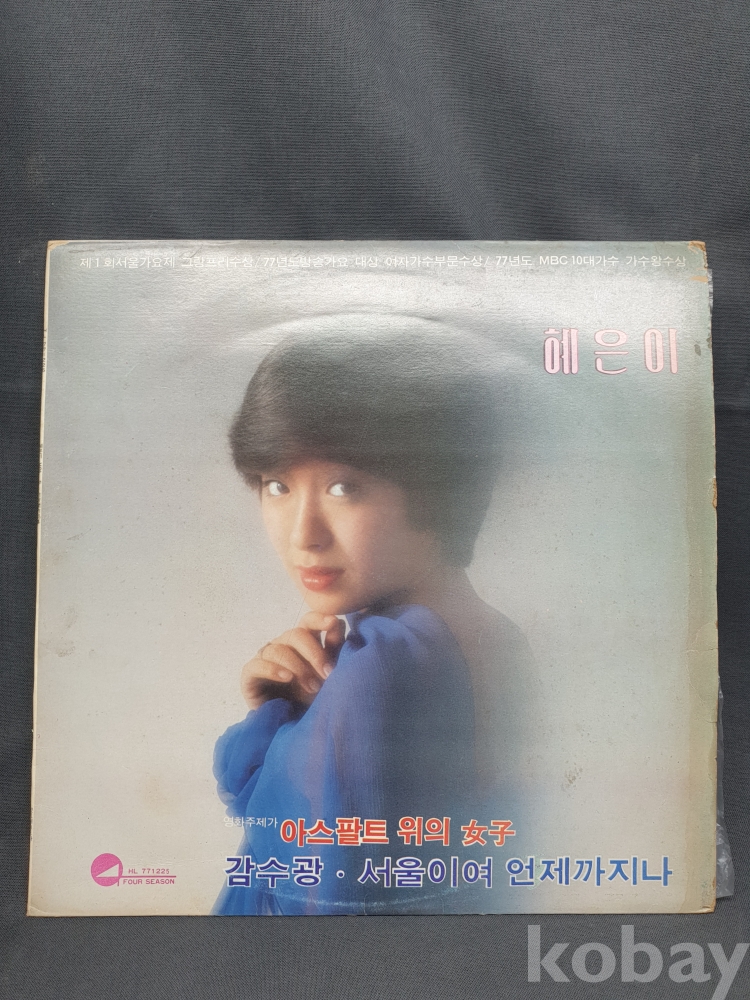 제1회서울가요제 그랑프리수상/ 77년도방송가요 대상 여자가수부문수상/ 77년도 MBC 10대가수 가수왕수상
혜은이
영화주제가 아스팔트 위의 女子
감수광 · 서울이여 언제까지나
HL 771225
FOUR SEASON
kobay